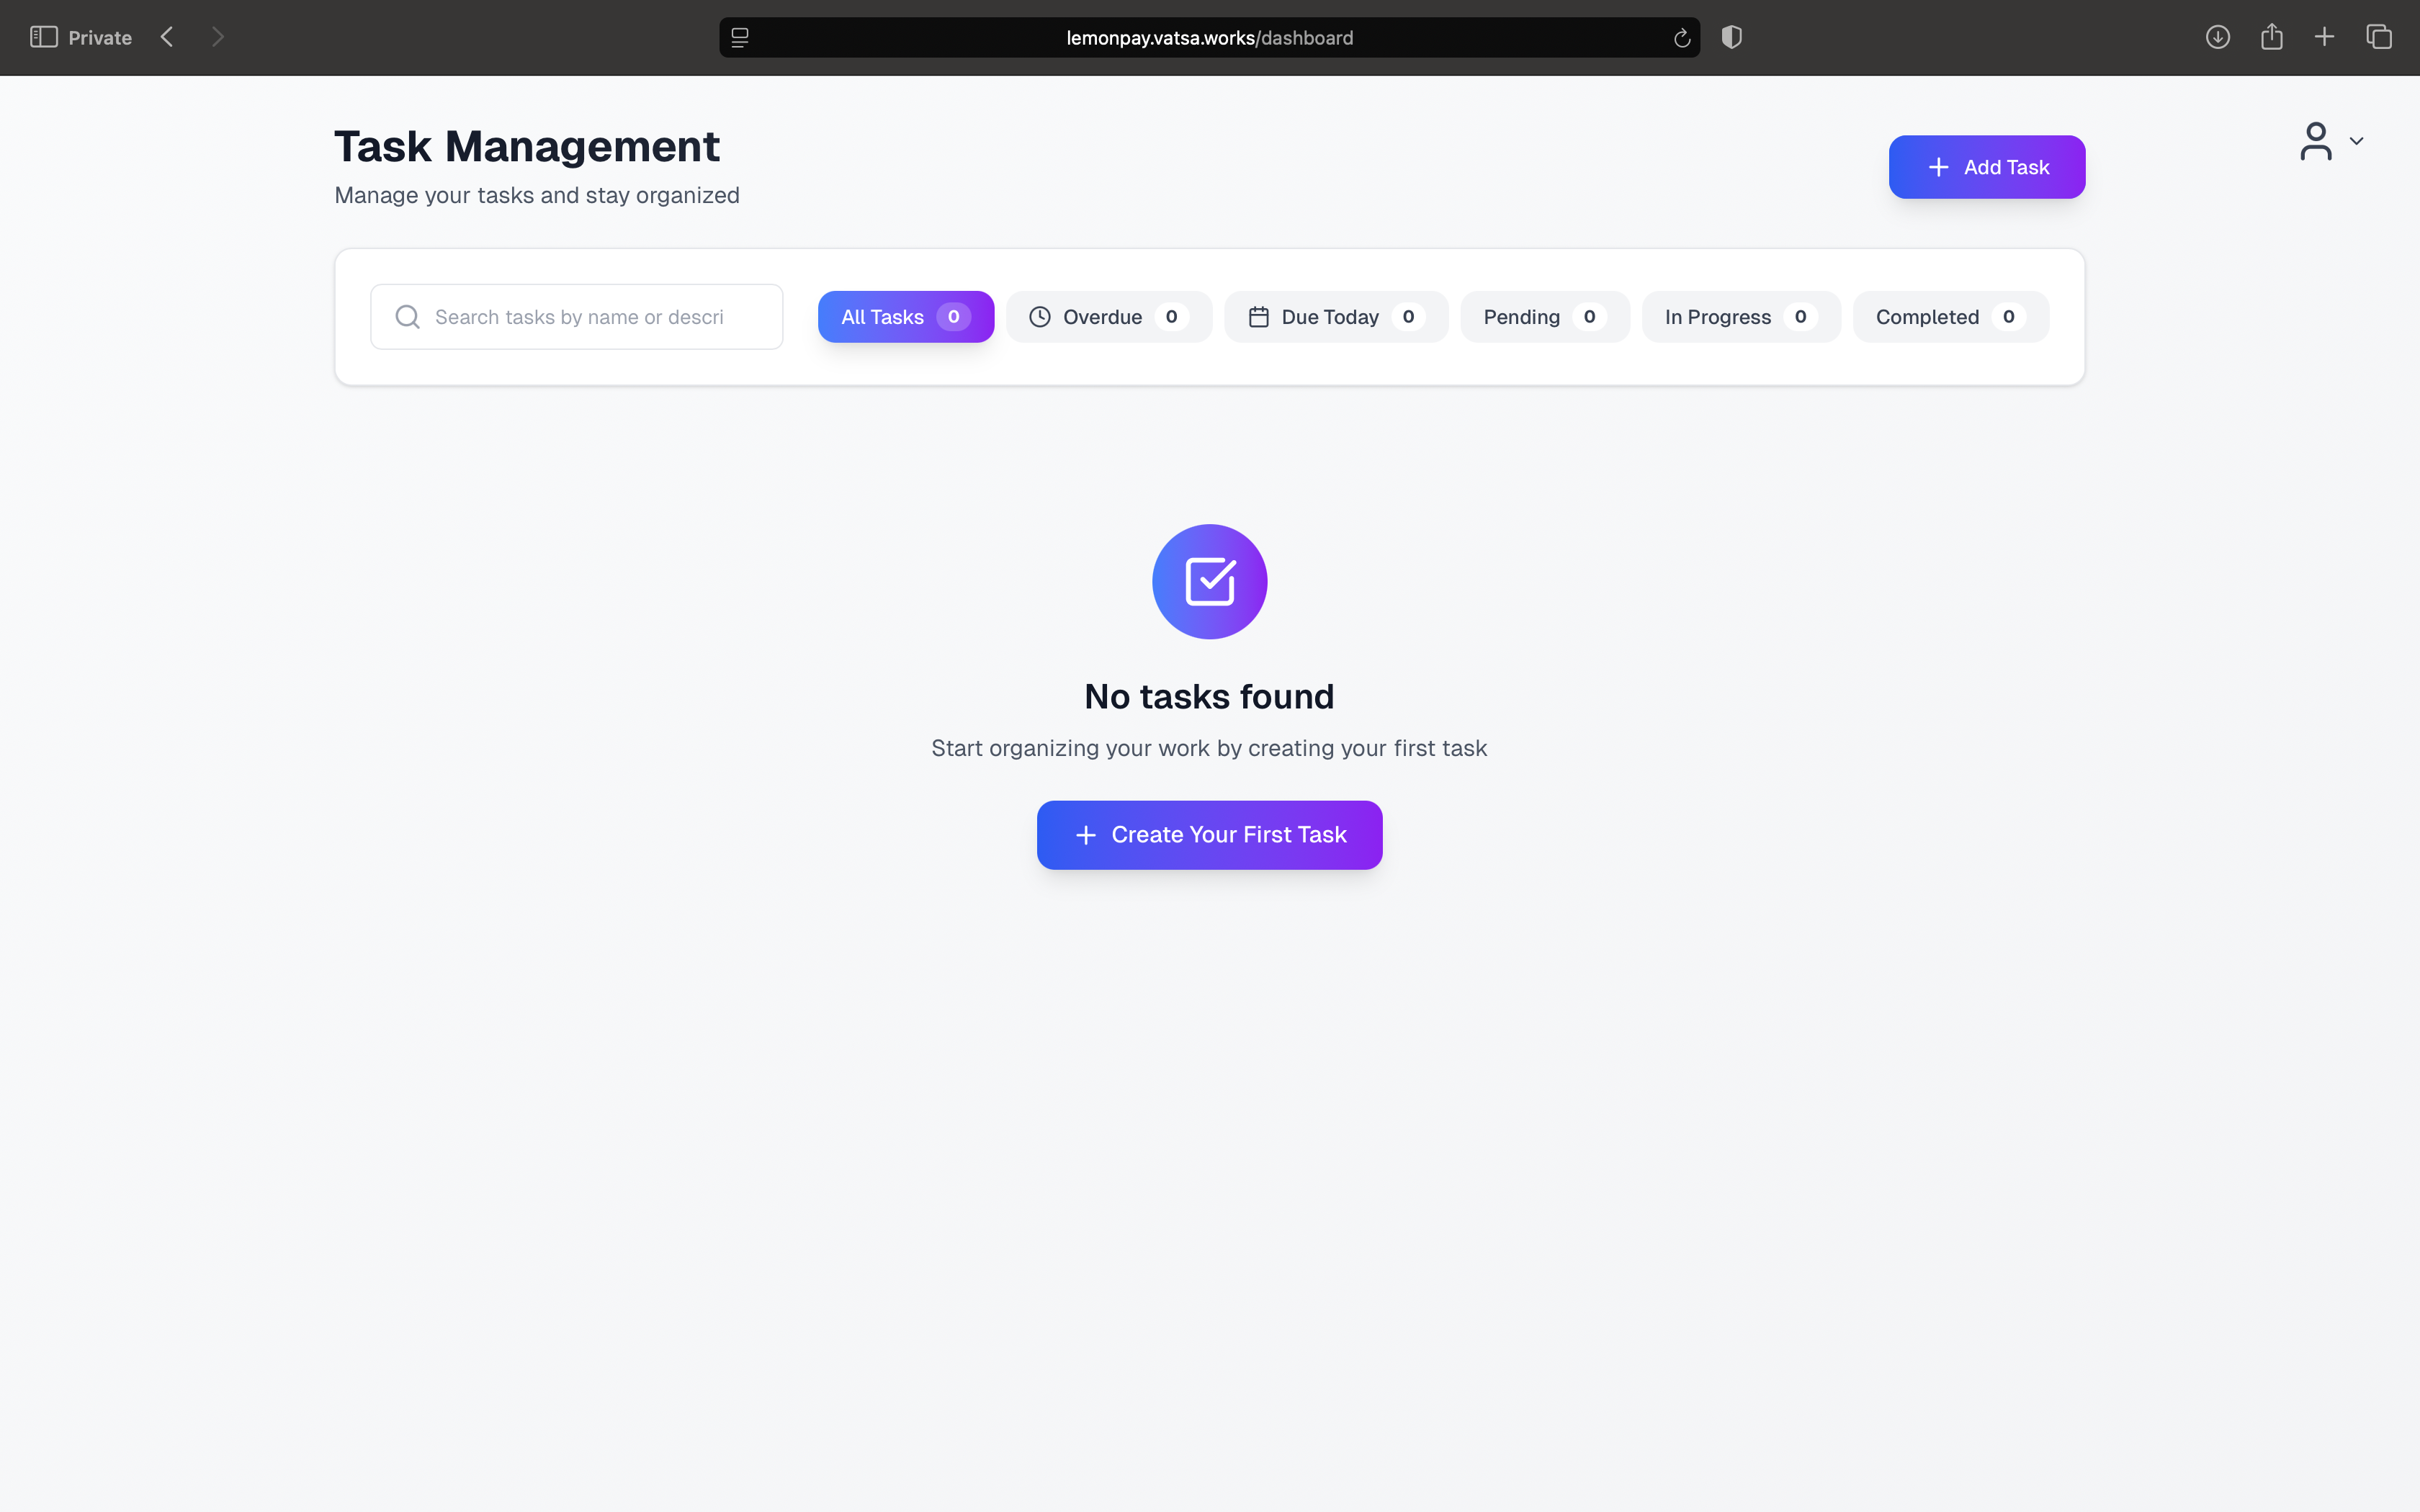 Private
lemonpay.vatsa.works/dashboard
Task Management
Manage your tasks and stay organized
Add Task
Search tasks by name or descri
All Tasks 0
Overdue 0
Due Today 0
Pending 0
In Progress 0
Completed 0
No tasks found
Start organizing your work by creating your first task
Create Your First Task